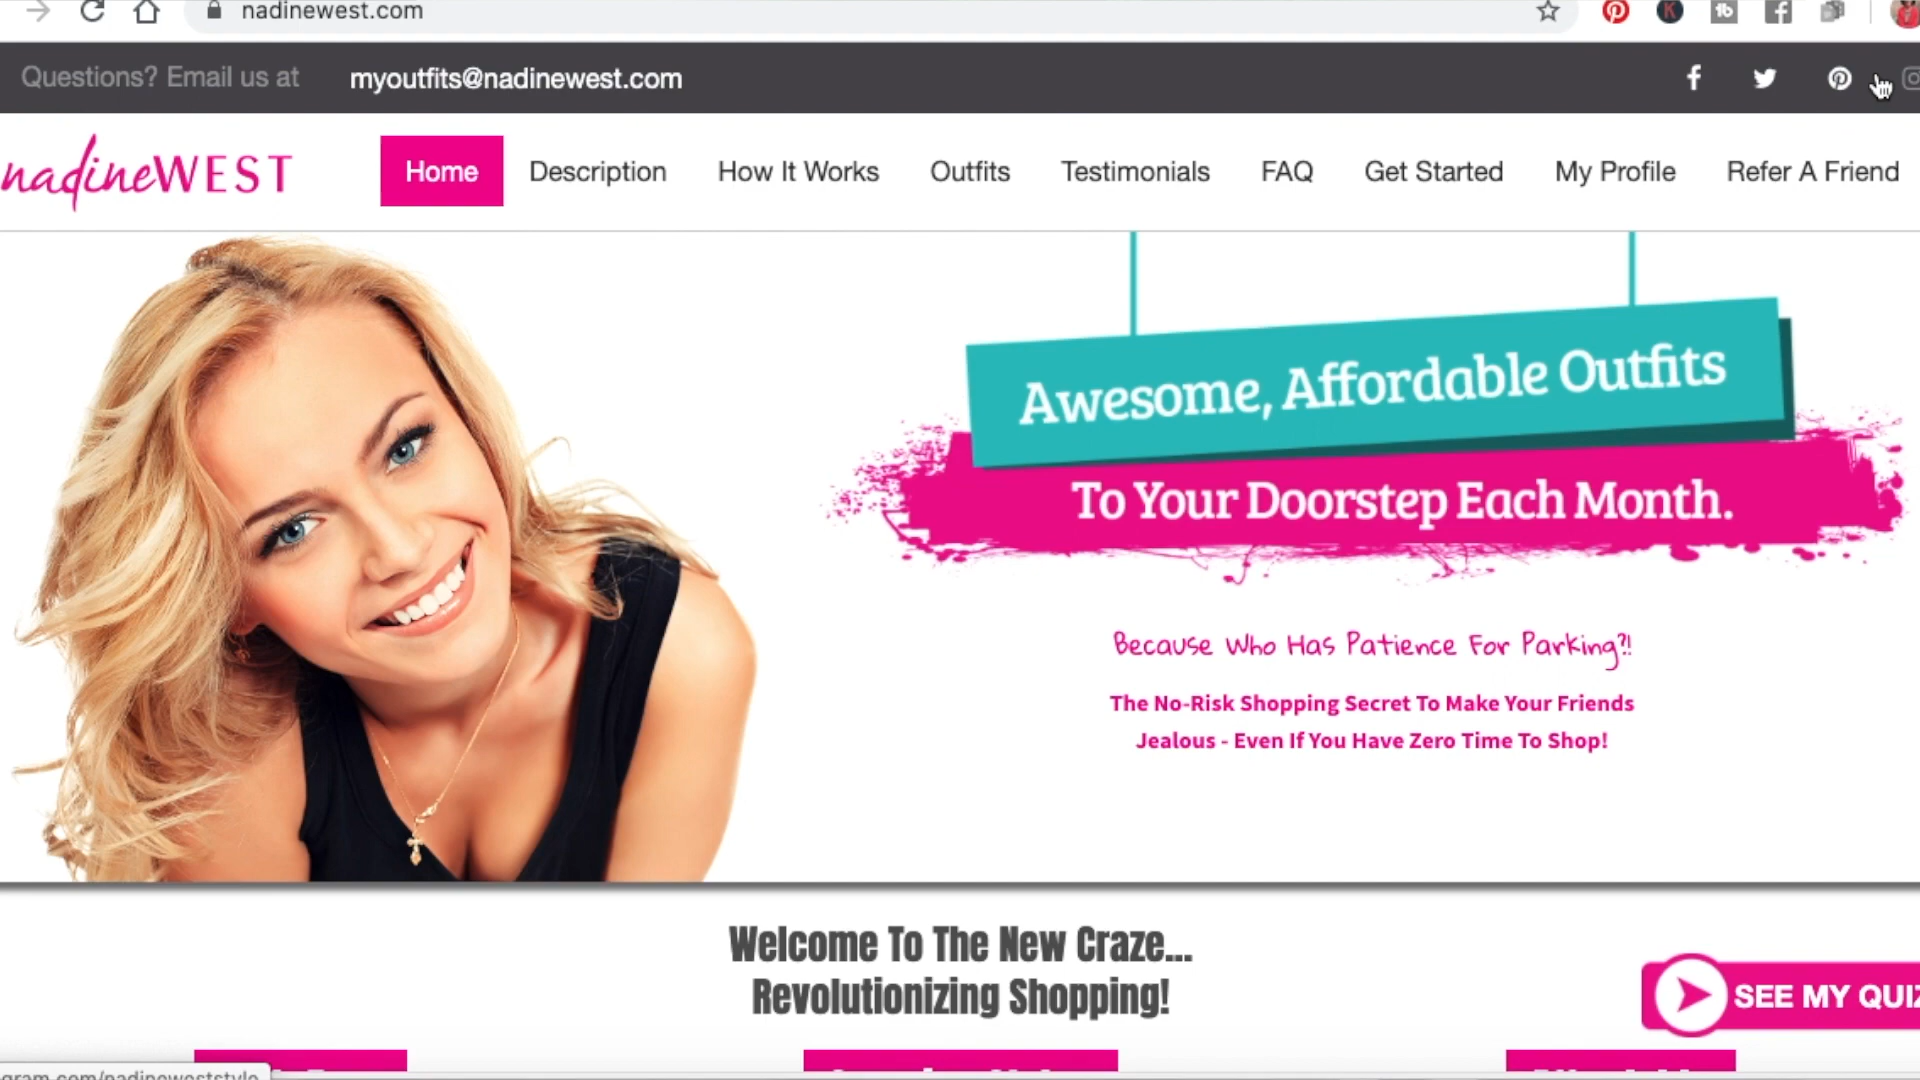 nadinewest.com
Questions? Email us at myoutfits@nadinewest.com
nadineWEST
Home Description How It Works Outfits Testimonials FAQ Get Started My Profile Refer A Friend
Awesome, Affordable Outfits
To Your Doorstep Each Month.
Because Who Has Patience For Parking?!
The No-Risk Shopping Secret To Make Your Friends
Jealous - Even If You Have Zero Time To Shop!
Welcome To The New Craze...
Revolutionizing Shopping!
SEE MY QUIZ